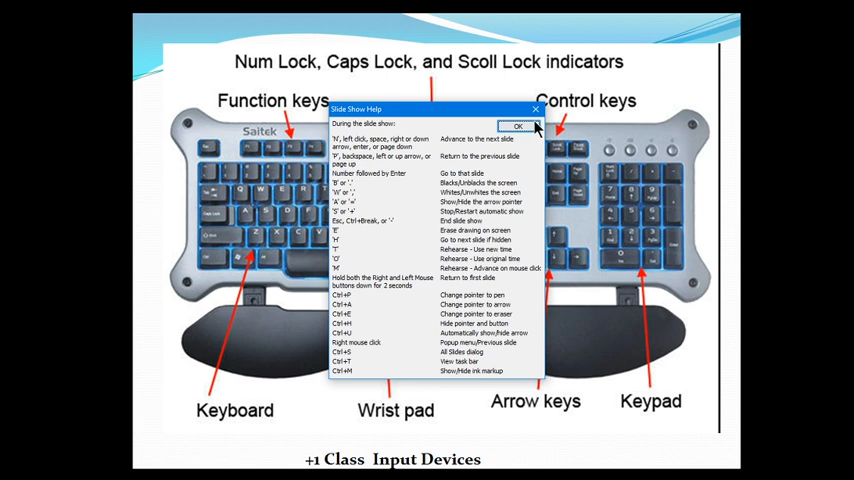 Num Lock, Caps Lock, and Scoll Lock indicators
Function keys
Control keys
Saitek
Slide Show Help
During the slide show:
OK
'N', left click, space, right or down arrow, enter, or page down
Advance to the next slide
'P', backspace, left or up arrow, or page up
Return to the previous slide
Number followed by Enter
Go to that slide
'B' or '.'
Blacks/Unblacks the screen
'W' or ','
Whites/Unwhites the screen
'A' or '='
Show/Hide the arrow pointer
'S' or '+'
Stop/Restart automatic show
Esc, Ctrl+Break, or '-'
End slide show
'E'
Erase drawing on screen
'H'
Go to next slide if hidden
'T'
Rehearse - Use new time
'O'
Rehearse - Use original time
'M'
Rehearse - Advance on mouse click
Hold both the Right and Left Mouse buttons down for 2 seconds
Return to first slide
Ctrl+P
Change pointer to pen
Ctrl+A
Change pointer to arrow
Ctrl+E
Change pointer to eraser
Ctrl+H
Hide pointer and button
Ctrl+U
Automatically show/hide arrow
Right mouse click
Popup menu/Previous slide
Ctrl+S
All Slides dialog
Ctrl+T
View task bar
Ctrl+M
Show/Hide ink markup
Keyboard
Wrist pad
Arrow keys
Keypad
+1 Class Input Devices